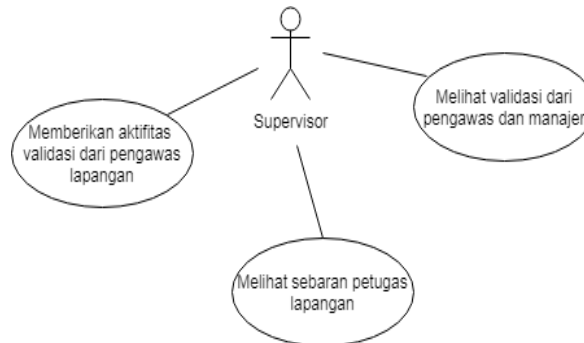 Supervisor
Memberikan aktifitas
validasi dari pengawas
lapangan
Melihat validasi dari
pengawas dan manajer
Melihat sebaran petugas
lapangan